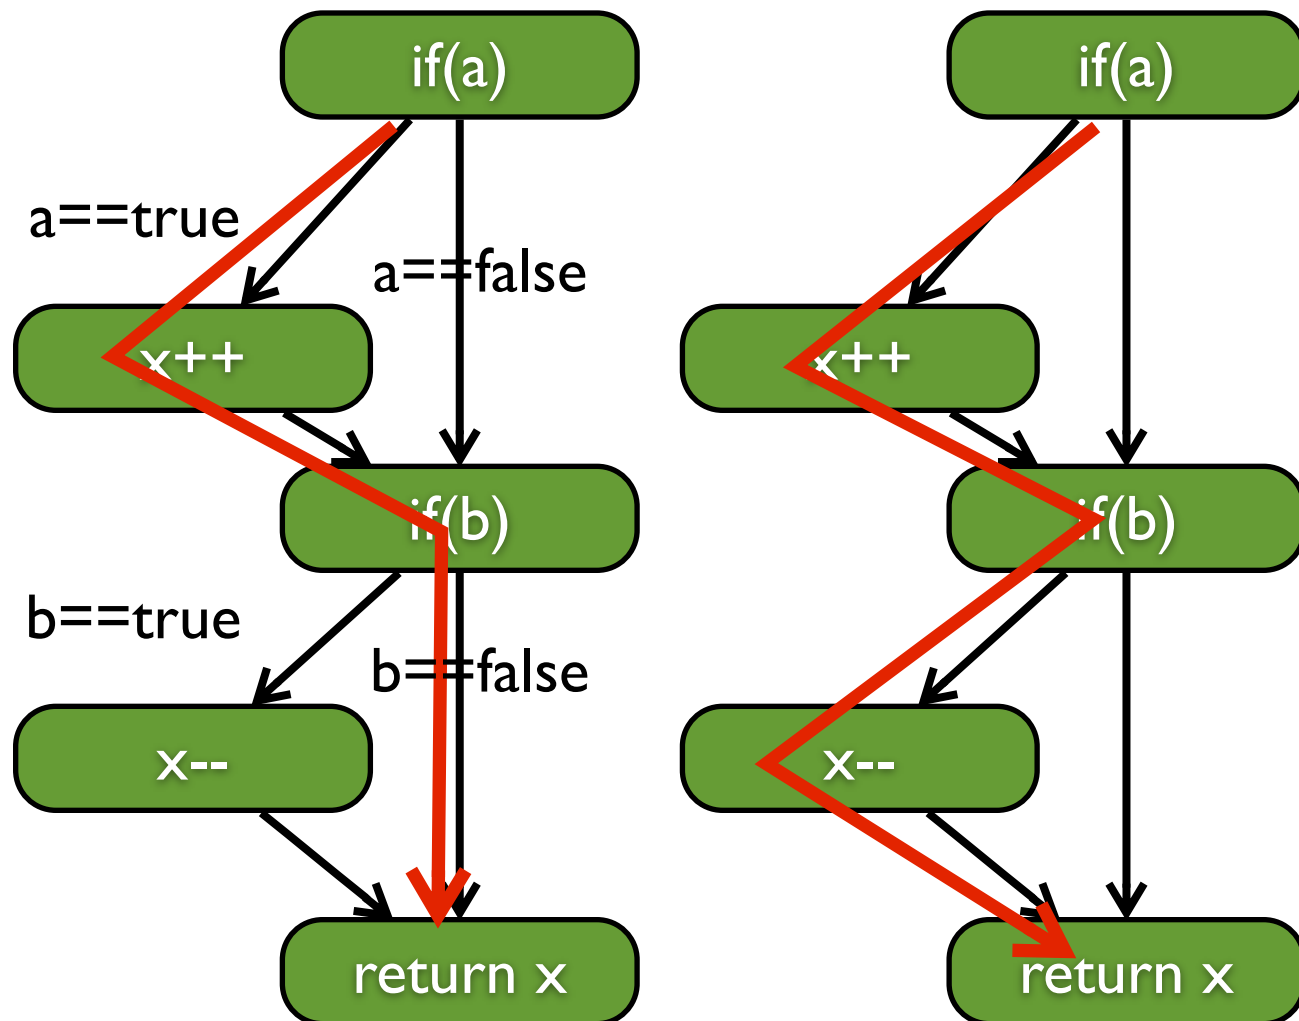 if(a)
a==true
a==false
x++
if(b)
b==true
b==false
x--
return x
if(a)
x++
if(b)
x--
return x